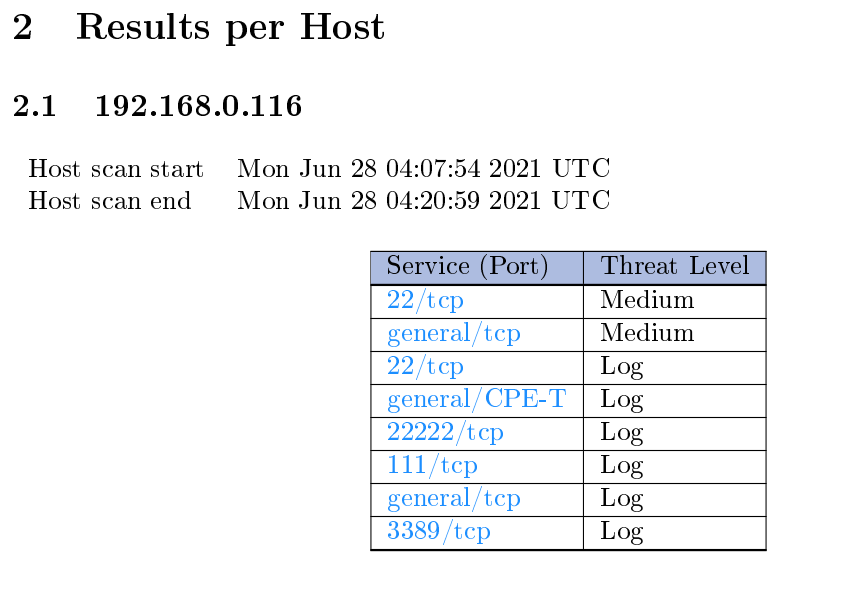 2 Results per Host
2.1 192.168.0.116
Host scan start Mon Jun 28 04:07:54 2021 UTC
Host scan end Mon Jun 28 04:20:59 2021 UTC
Service (Port) Threat Level
22/tcp Medium
general/tcp Medium
22/tcp Log
general/CPE-T Log
22222/tcp Log
111/tcp Log
general/tcp Log
3389/tcp Log